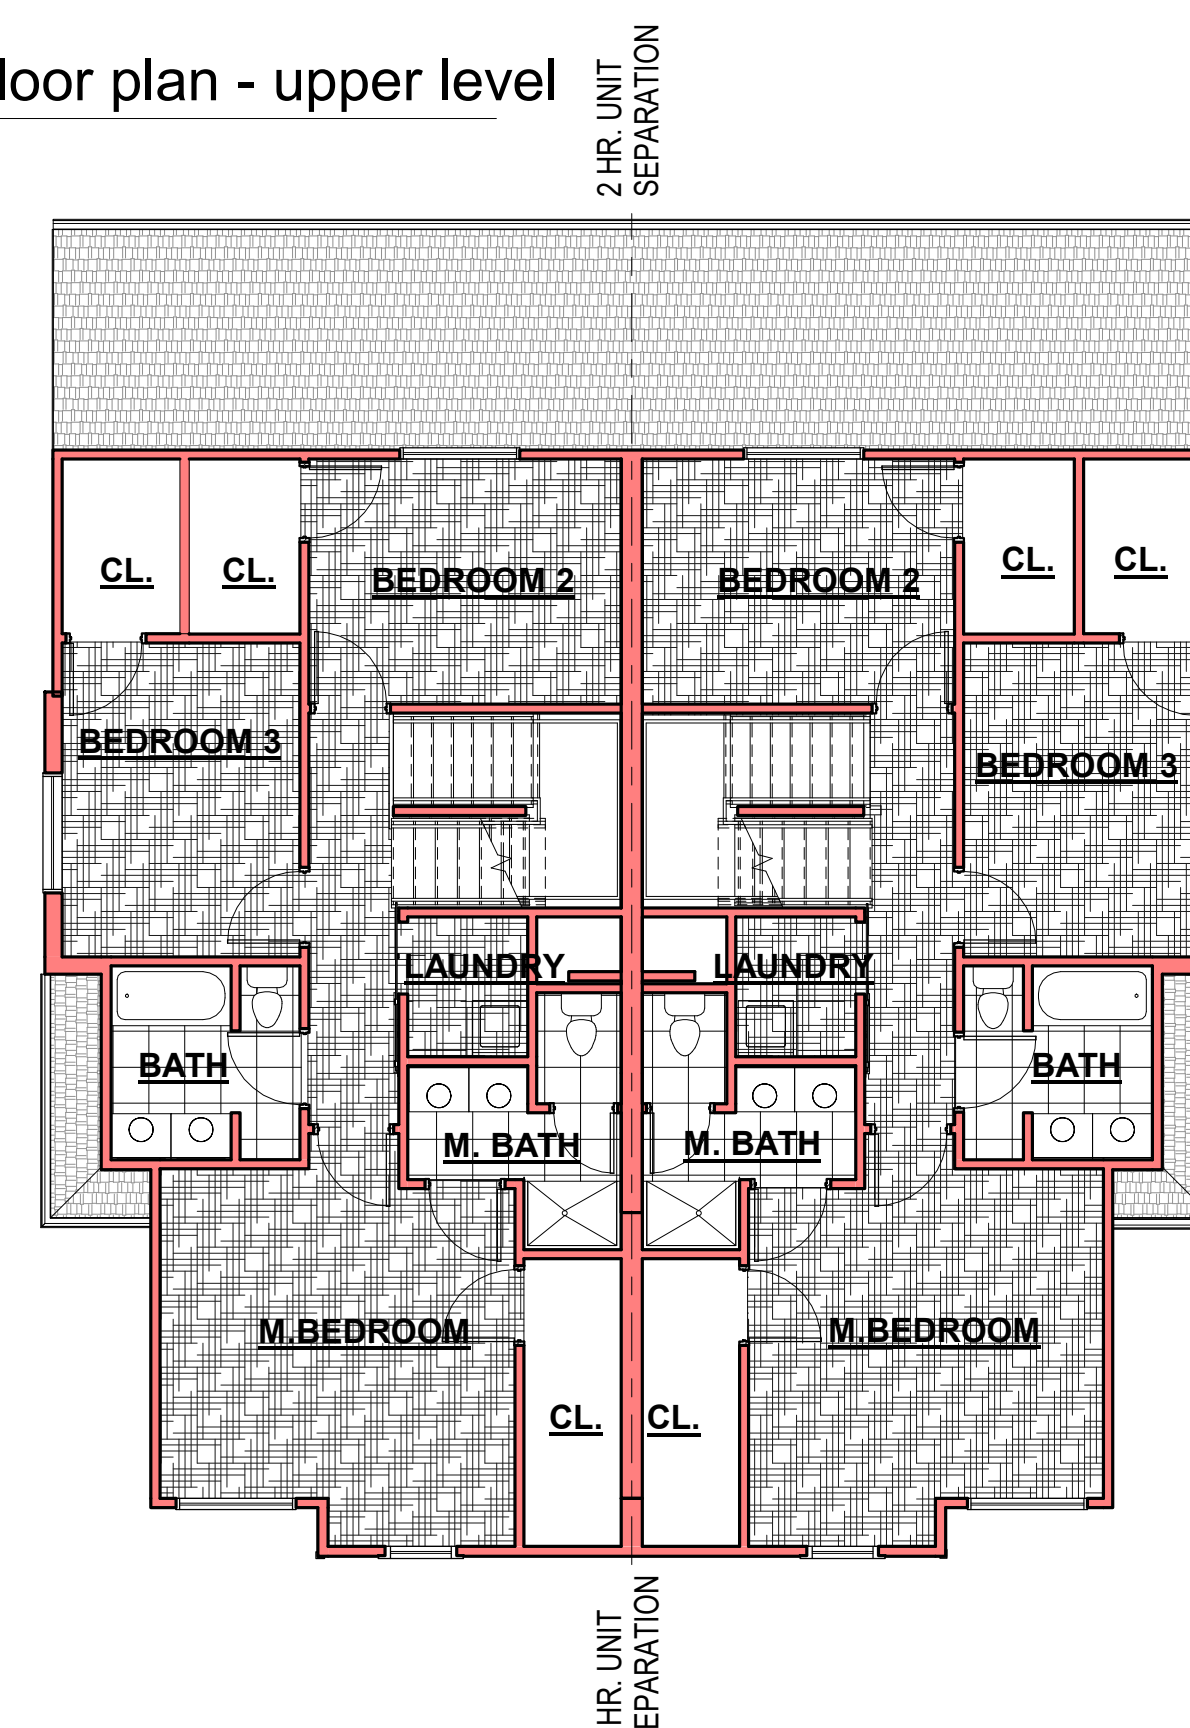 loor plan - upper level
2 HR. UNIT
SEPARATION
CL.
CL.
BEDROOM 2
BEDROOM 2
CL.
CL.
BEDROOM 3
BEDROOM 3
LAUNDRY
LAUNDRY
BATH
BATH
M. BATH
M. BATH
M.BEDROOM
M.BEDROOM
CL.
CL.
HR. UNIT
EPARATION